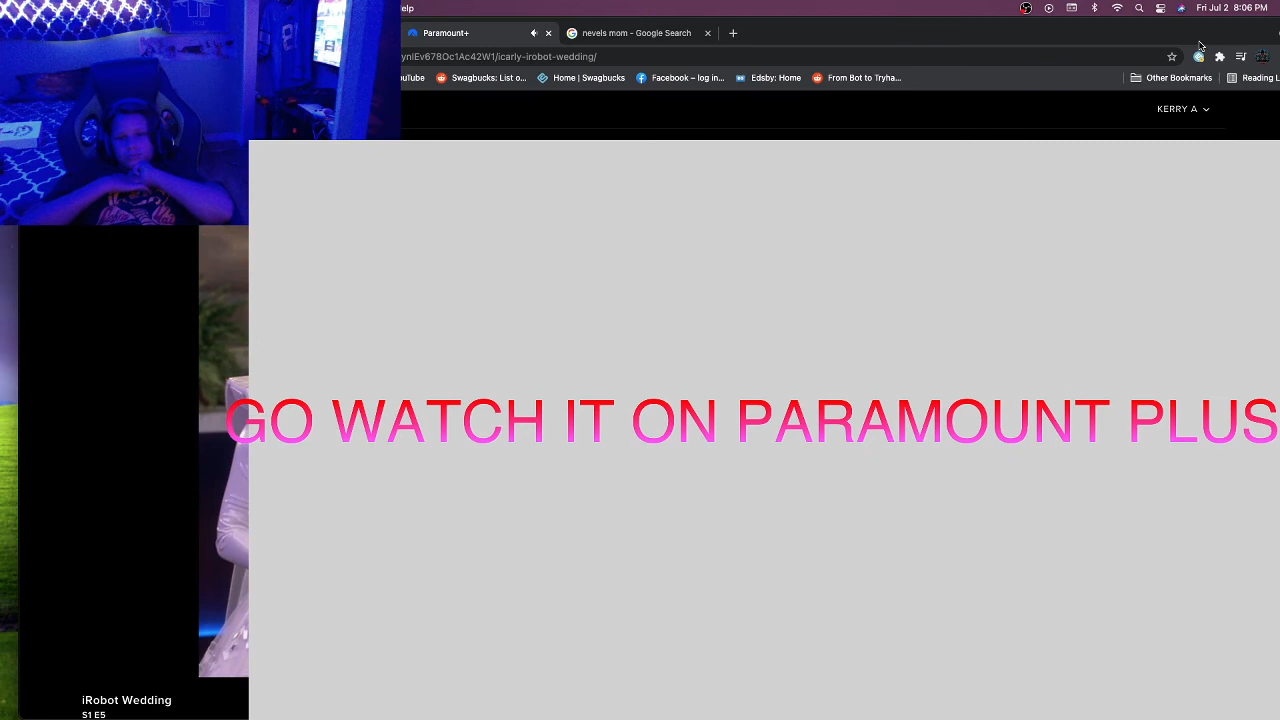 elp
Fri Jul 2 8:06 PM
Paramount+
nevels mom - Google Search
ynIEv678Oc1Ac42W1/icarly-irobot-wedding/
uTube
Swagbucks: List o...
Home | Swagbucks
Facebook – log in...
Edsby: Home
From Bot to Tryha...
Other Bookmarks
Reading L
KERRY A
GO WATCH IT ON PARAMOUNT PLUS
iRobot Wedding
S1 E5